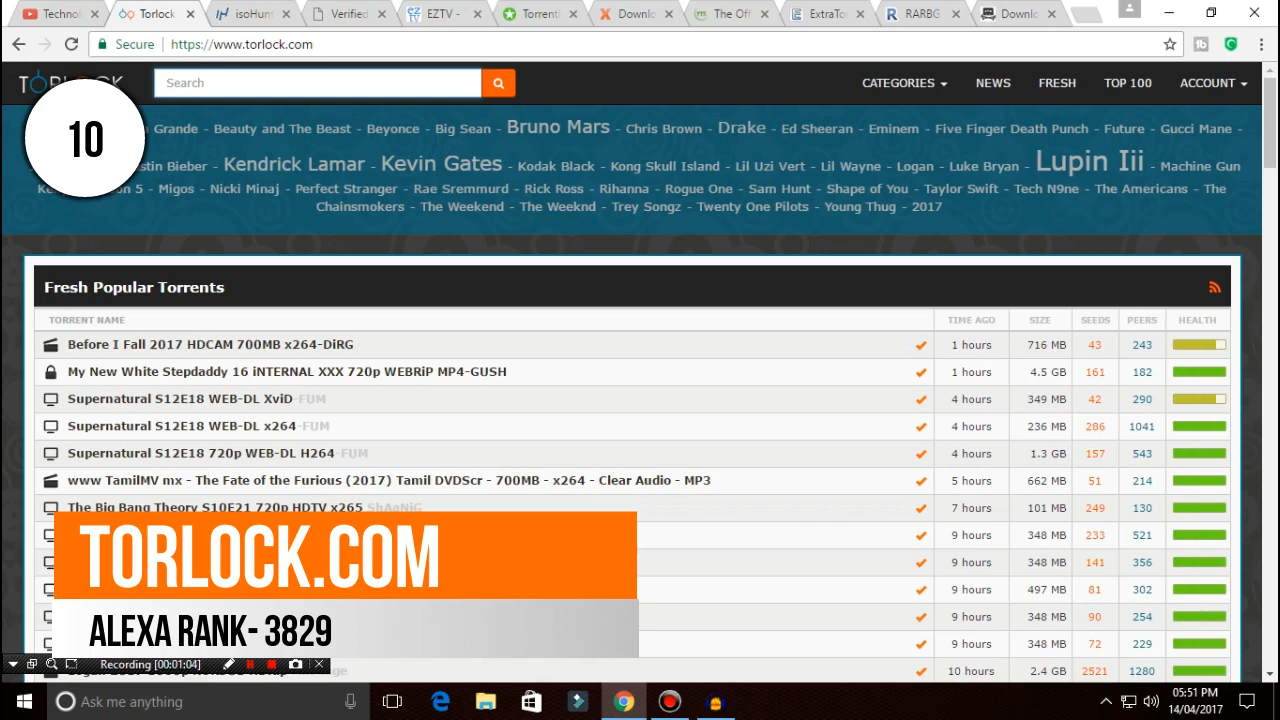 Technol
Torlock
isoHunt
Verified
EZTV -
Torrenti
Downlo
The Off
ExtraTor
RARBG
Downlo
Secure
https://www.torlock.com
TORLOCK
Search
CATEGORIES
NEWS
FRESH
TOP 100
ACCOUNT
10
Grande - Beauty and The Beast - Beyonce - Big Sean - Bruno Mars - Chris Brown - Drake - Ed Sheeran - Eminem - Five Finger Death Punch - Future - Gucci Mane -
stin Bieber - Kendrick Lamar - Kevin Gates - Kodak Black - Kong Skull Island - Lil Uzi Vert - Lil Wayne - Logan - Luke Bryan - Lupin Iii - Machine Gun
5 - Migos - Nicki Minaj - Perfect Stranger - Rae Sremmurd - Rick Ross - Rihanna - Rogue One - Sam Hunt - Shape of You - Taylor Swift - Tech N9ne - The Americans - The
Chainsmokers - The Weekend - The Weeknd - Trey Songz - Twenty One Pilots - Young Thug - 2017
Fresh Popular Torrents
TORRENT NAME TIME AGO SIZE SEEDS PEERS HEALTH
Before I Fall 2017 HDCAM 700MB x264-DiRG 1 hours 716 MB 43 243
My New White Stepdaddy 16 iNTERNAL XXX 720p WEBRiP MP4-GUSH 1 hours 4.5 GB 161 182
Supernatural S12E18 WEB-DL XviD-FUM 4 hours 349 MB 42 290
Supernatural S12E18 WEB-DL x264-FUM 4 hours 236 MB 286 1041
Supernatural S12E18 720p WEB-DL H264-FUM 4 hours 1.3 GB 157 543
www TamilMV mx - The Fate of the Furious (2017) Tamil DVDScr - 700MB - x264 - Clear Audio - MP3 5 hours 662 MB 51 214
The Big Bang Theory S10E21 720p HDTV x265 ShAaNiG 7 hours 101 MB 249 130
9 hours 348 MB 233 521
9 hours 348 MB 141 356
9 hours 497 MB 81 302
9 hours 348 MB 90 254
9 hours 348 MB 72 229
10 hours 2.4 GB 2521 1280
TORLOCK.COM
ALEXA RANK- 3829
Recording [00:01:04]
Ask me anything
05:51 PM
14/04/2017